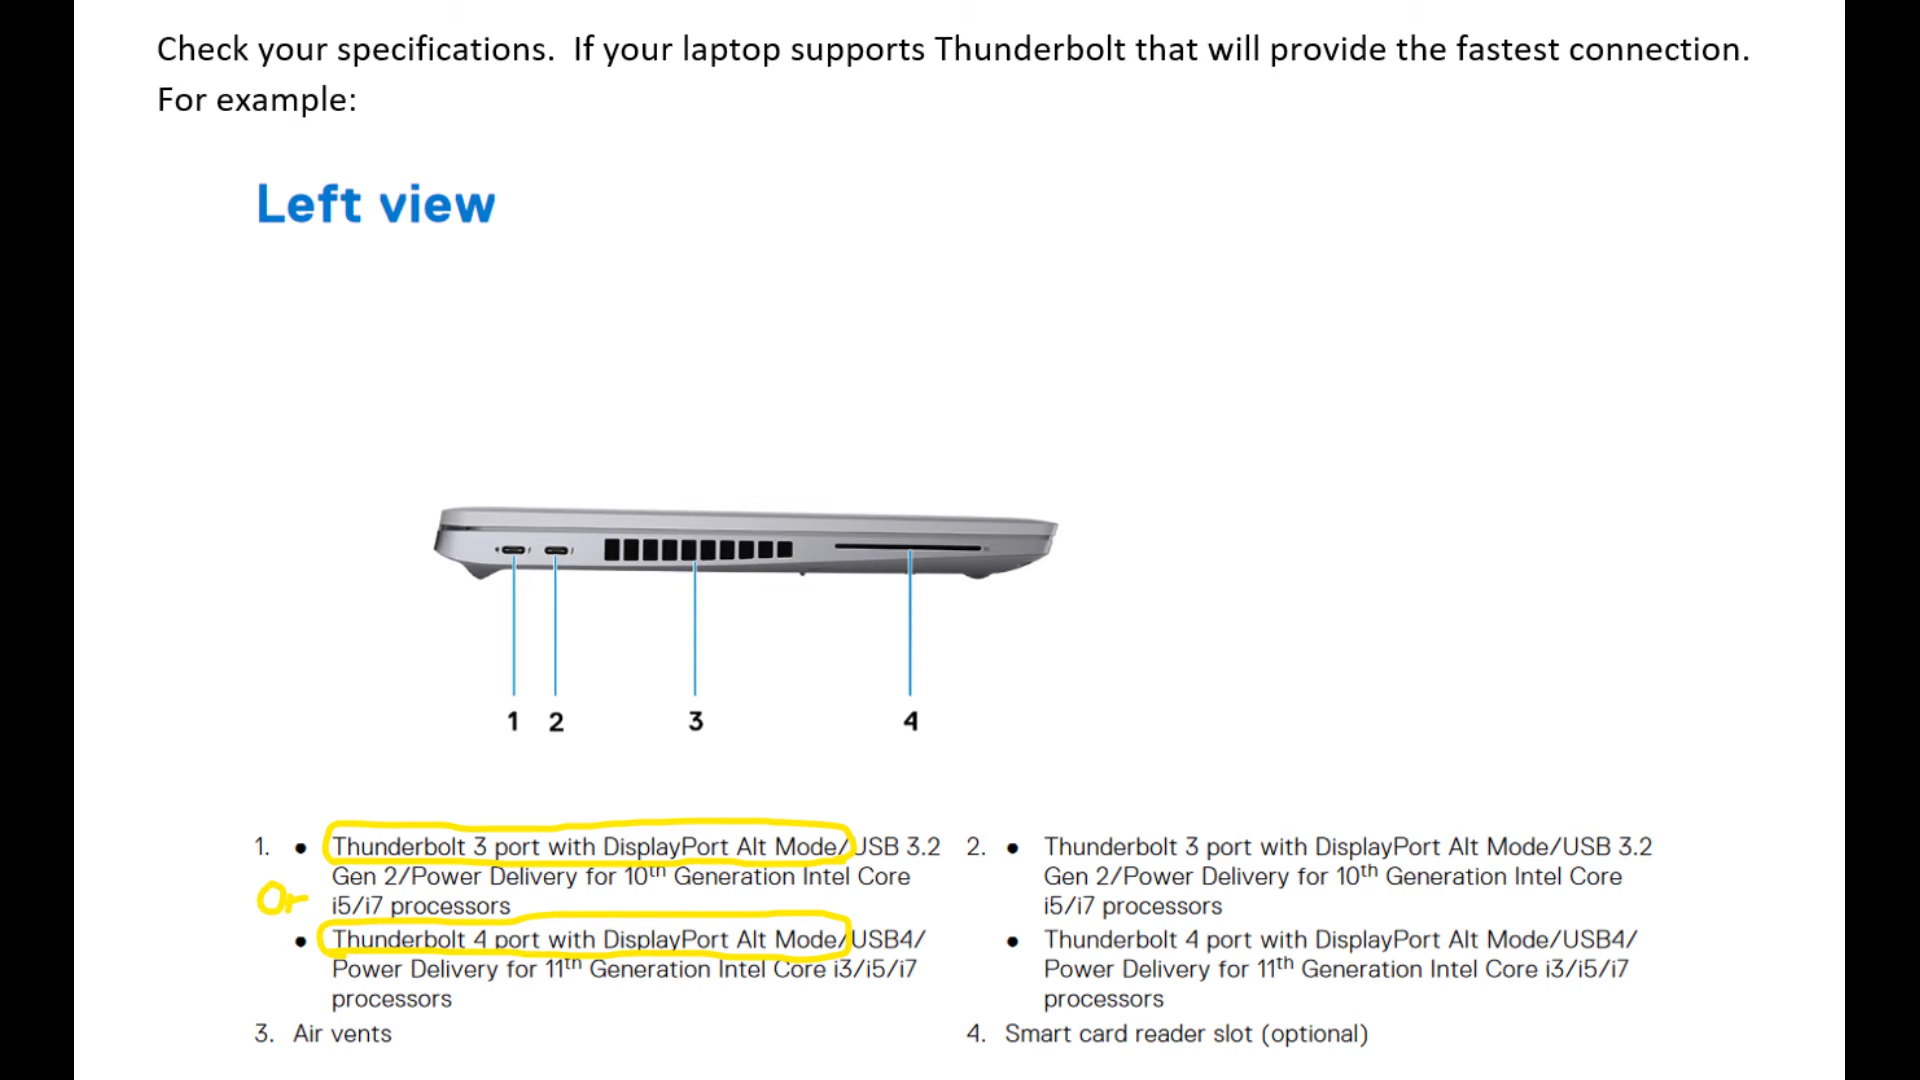 Check your specifications.  If your laptop supports Thunderbolt that will provide the fastest connection.
For example:
Left view
1 2 3 4
1. ● Thunderbolt 3 port with DisplayPort Alt Mode/USB 3.2
Gen 2/Power Delivery for 10th Generation Intel Core
i5/i7 processors
Or
● Thunderbolt 4 port with DisplayPort Alt Mode/USB4/
Power Delivery for 11th Generation Intel Core i3/i5/i7
processors
2. ● Thunderbolt 3 port with DisplayPort Alt Mode/USB 3.2
Gen 2/Power Delivery for 10th Generation Intel Core
i5/i7 processors
● Thunderbolt 4 port with DisplayPort Alt Mode/USB4/
Power Delivery for 11th Generation Intel Core i3/i5/i7
processors
3. Air vents
4. Smart card reader slot (optional)